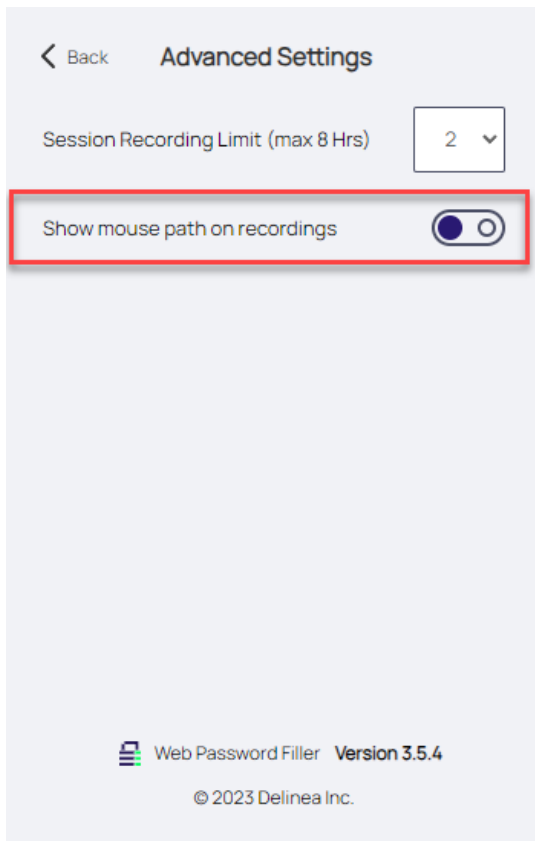 Back Advanced Settings
Session Recording Limit (max 8 Hrs) 2
Show mouse path on recordings
Web Password Filler Version 3.5.4
© 2023 Delinea Inc.